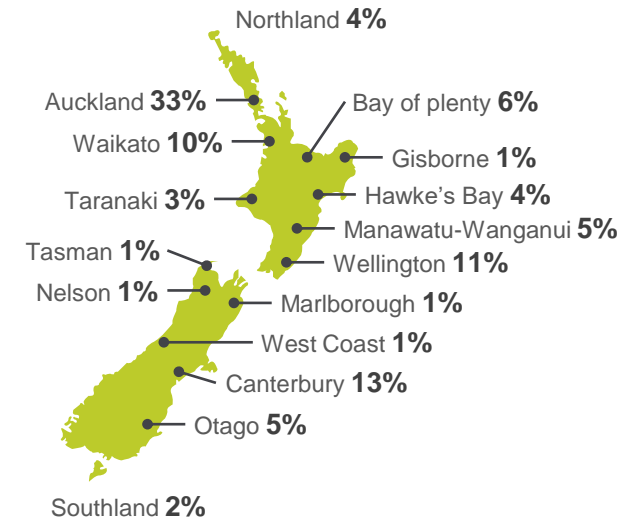 Northland 4%
Auckland 33%
Bay of plenty 6%
Waikato 10%
Gisborne 1%
Taranaki 3%
Hawke's Bay 4%
Manawatu-Wanganui 5%
Tasman 1%
Wellington 11%
Nelson 1%
Marlborough 1%
West Coast 1%
Canterbury 13%
Otago 5%
Southland 2%